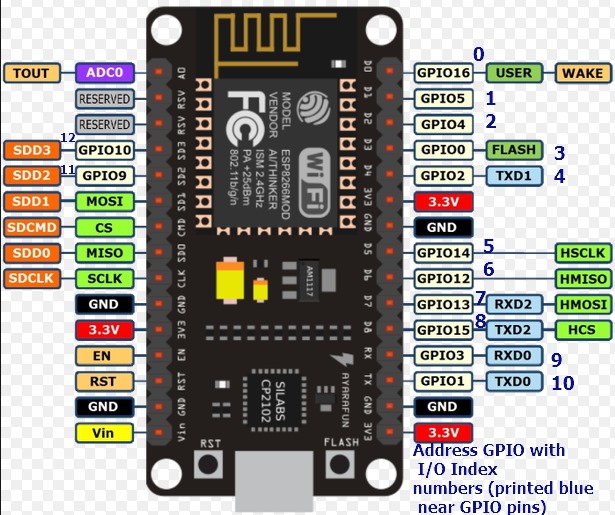 0
TOUT ADC0 A0 D0 GPIO16 USER WAKE
RESERVED RSV D1 GPIO5 1
RESERVED RSV D2 GPIO4 2
12
SDD3 GPIO10 SD3 D3 GPIO0 FLASH 3
11
SDD2 GPIO9 SD2 D4 GPIO2 TXD1 4
SDD1 MOSI SD1 3V3 3.3V
SDCMD CS CMD GND GND
SDD0 MISO SD0 D5 GPIO14 5 HSCLK
SDCLK SCLK CLK D6 GPIO12 6 HMISO
GND GND D7 GPIO13 7 RXD2 HMOSI
3.3V 3V3 D8 GPIO15 8 TXD2 HCS
EN EN RX GPIO3 RXD0 9
RST RST TX GPIO1 TXD0 10
GND GND GND GND
Vin Vin 3V3 3.3V
MODEL ESP8266MOD
VENDOR AI/THINKER
ISM 2.4GHz
PA +25dBm
802.11b/g/n
FC
Wi Fi
AM1117
SILABS
CP2102
AYARAFUN
RST
FLASH
Address GPIO with
I/O Index
numbers (printed blue
near GPIO pins)